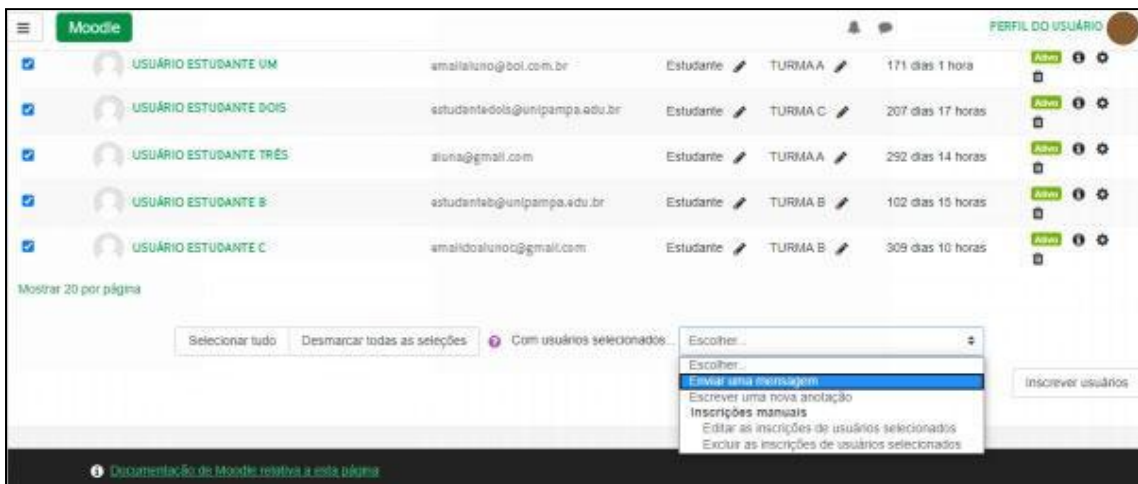 Moodle PERFIL DO USUÁRIO
USUÁRIO ESTUDANTE UM emailaluno@bol.com.br Estudante TURMA A 171 dias 1 hora Ativo
USUÁRIO ESTUDANTE DOIS estudantedois@unipampa.edu.br Estudante TURMA C 207 dias 17 horas Ativo
USUÁRIO ESTUDANTE TRÊS aluna@gmail.com Estudante TURMA A 292 dias 14 horas Ativo
USUÁRIO ESTUDANTE B estudanteb@unipampa.edu.br Estudante TURMA B 102 dias 15 horas Ativo
USUÁRIO ESTUDANTE C emaildoalunoc@gmail.com Estudante TURMA B 309 dias 10 horas Ativo
Mostrar 20 por página
Selecionar tudo Desmarcar todas as seleções Com usuários selecionados... Escolher...
Escolher...
Enviar uma mensagem
Escrever uma nova anotação
Inscrições manuais
Editar as inscrições de usuários selecionados
Excluir as inscrições de usuários selecionados
Inscrever usuários
Documentação de Moodle relativa a esta página